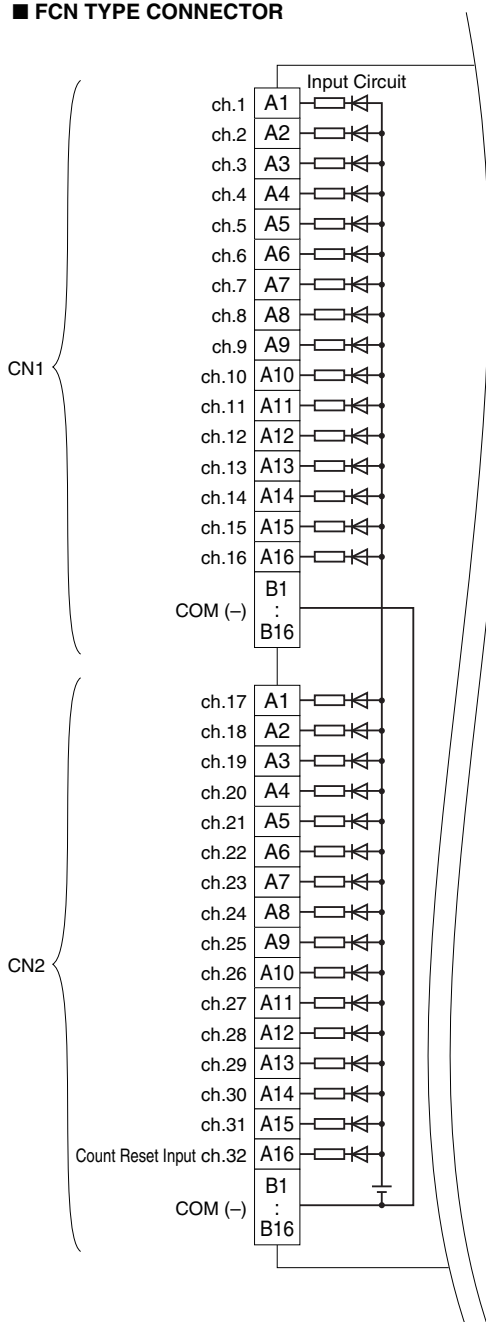 ■ FCN TYPE CONNECTOR
Input Circuit
CN1
ch.1 A1
ch.2 A2
ch.3 A3
ch.4 A4
ch.5 A5
ch.6 A6
ch.7 A7
ch.8 A8
ch.9 A9
ch.10 A10
ch.11 A11
ch.12 A12
ch.13 A13
ch.14 A14
ch.15 A15
ch.16 A16
B1
COM (–) :
B16
CN2
ch.17 A1
ch.18 A2
ch.19 A3
ch.20 A4
ch.21 A5
ch.22 A6
ch.23 A7
ch.24 A8
ch.25 A9
ch.26 A10
ch.27 A11
ch.28 A12
ch.29 A13
ch.30 A14
ch.31 A15
Count Reset Input ch.32 A16
B1
COM (–) :
B16